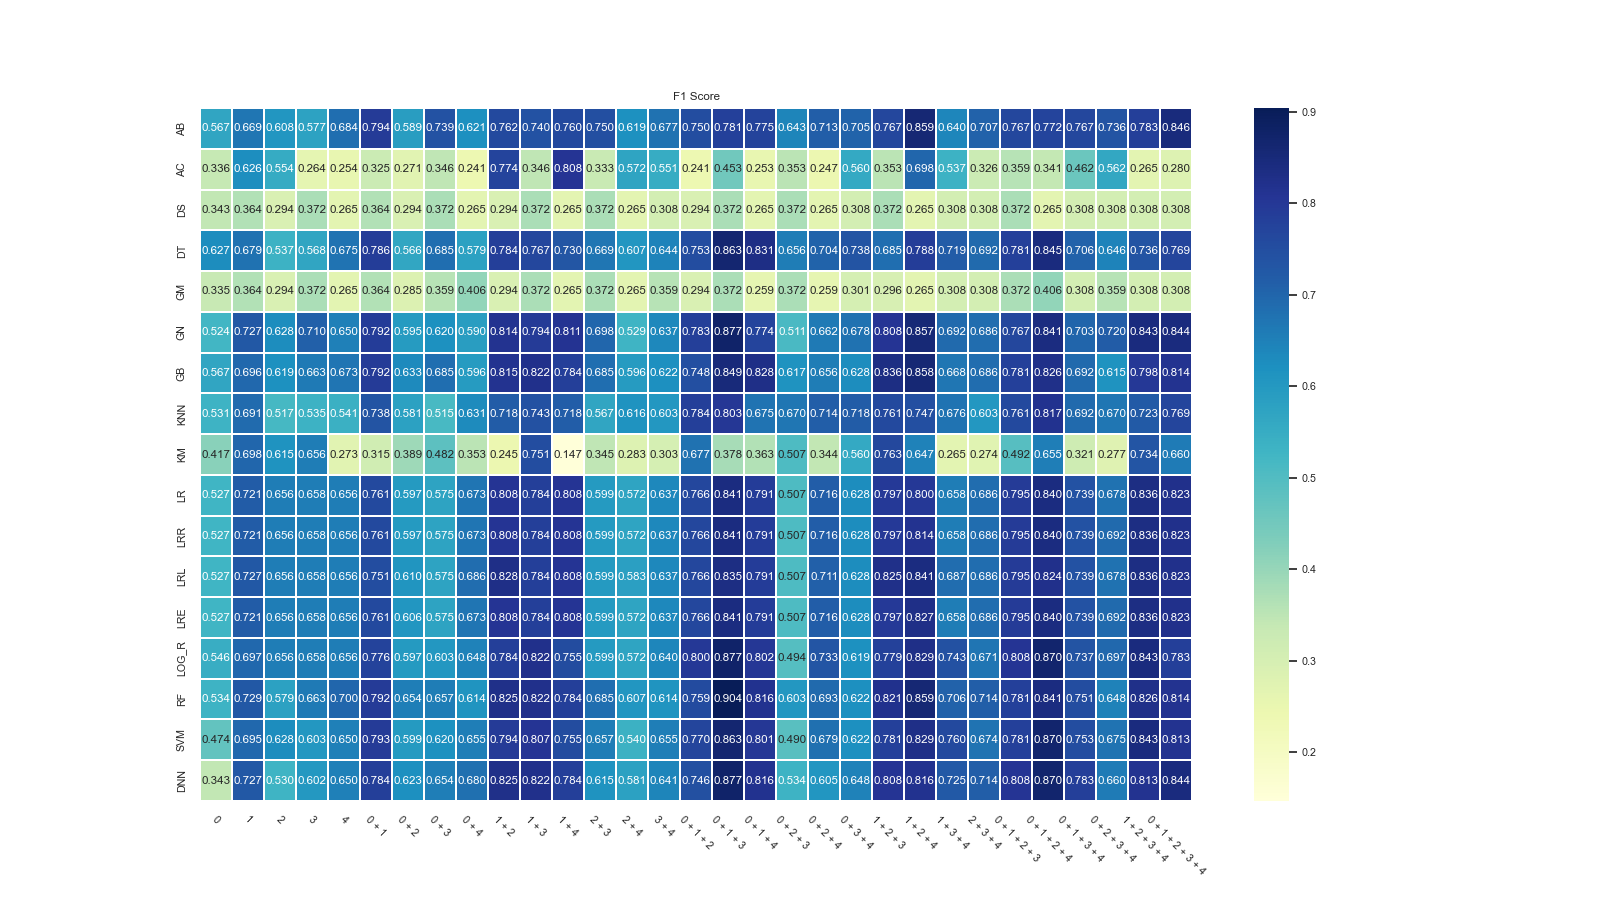 F1 Score
AB 0.567 0.669 0.608 0.577 0.684 0.794 0.589 0.739 0.621 0.762 0.740 0.760 0.750 0.619 0.677 0.750 0.781 0.775 0.643 0.713 0.705 0.767 0.859 0.640 0.707 0.767 0.772 0.767 0.736 0.783 0.846
AC 0.336 0.626 0.554 0.264 0.254 0.325 0.271 0.346 0.241 0.774 0.346 0.808 0.333 0.572 0.551 0.241 0.453 0.253 0.353 0.247 0.560 0.353 0.698 0.537 0.326 0.359 0.341 0.462 0.562 0.265 0.280
DS 0.343 0.364 0.294 0.372 0.265 0.364 0.294 0.372 0.265 0.294 0.372 0.265 0.372 0.265 0.308 0.294 0.372 0.265 0.372 0.265 0.308 0.372 0.265 0.308 0.308 0.372 0.265 0.308 0.308 0.308 0.308
DT 0.627 0.679 0.537 0.568 0.675 0.786 0.566 0.685 0.579 0.784 0.767 0.730 0.669 0.607 0.644 0.753 0.863 0.831 0.656 0.704 0.738 0.685 0.788 0.719 0.692 0.781 0.845 0.706 0.646 0.736 0.769
GM 0.335 0.364 0.294 0.372 0.265 0.364 0.285 0.359 0.406 0.294 0.372 0.265 0.372 0.265 0.359 0.294 0.372 0.259 0.372 0.259 0.301 0.296 0.265 0.308 0.308 0.372 0.406 0.308 0.359 0.308 0.308
GN 0.524 0.727 0.628 0.710 0.650 0.792 0.595 0.620 0.590 0.814 0.794 0.811 0.698 0.529 0.637 0.783 0.877 0.774 0.511 0.662 0.678 0.808 0.857 0.692 0.686 0.767 0.841 0.703 0.720 0.843 0.844
GB 0.567 0.696 0.619 0.663 0.673 0.792 0.633 0.685 0.596 0.815 0.822 0.784 0.685 0.596 0.622 0.748 0.849 0.828 0.617 0.656 0.628 0.836 0.858 0.668 0.686 0.781 0.826 0.692 0.615 0.798 0.814
KNN 0.531 0.691 0.517 0.535 0.541 0.738 0.581 0.515 0.631 0.718 0.743 0.718 0.567 0.616 0.603 0.784 0.803 0.675 0.670 0.714 0.718 0.761 0.747 0.676 0.603 0.761 0.817 0.692 0.670 0.723 0.769
KM 0.417 0.698 0.615 0.656 0.273 0.315 0.389 0.482 0.353 0.245 0.751 0.147 0.345 0.283 0.303 0.677 0.378 0.363 0.507 0.344 0.560 0.763 0.647 0.265 0.274 0.492 0.655 0.321 0.277 0.734 0.660
LR 0.527 0.721 0.656 0.658 0.656 0.761 0.597 0.575 0.673 0.808 0.784 0.808 0.599 0.572 0.637 0.766 0.841 0.791 0.507 0.716 0.628 0.797 0.800 0.658 0.686 0.795 0.840 0.739 0.678 0.836 0.823
LRR 0.527 0.721 0.656 0.658 0.656 0.761 0.597 0.575 0.673 0.808 0.784 0.808 0.599 0.572 0.637 0.766 0.841 0.791 0.507 0.716 0.628 0.797 0.814 0.658 0.686 0.795 0.840 0.739 0.692 0.836 0.823
LRL 0.527 0.727 0.656 0.658 0.656 0.751 0.610 0.575 0.686 0.828 0.784 0.808 0.599 0.583 0.637 0.766 0.835 0.791 0.507 0.711 0.628 0.825 0.841 0.687 0.686 0.795 0.824 0.739 0.678 0.836 0.823
LRE 0.527 0.721 0.656 0.658 0.656 0.761 0.606 0.575 0.673 0.808 0.784 0.808 0.599 0.572 0.637 0.766 0.841 0.791 0.507 0.716 0.628 0.797 0.827 0.658 0.686 0.795 0.840 0.739 0.692 0.836 0.823
LOG_R 0.546 0.697 0.656 0.658 0.656 0.776 0.597 0.603 0.648 0.784 0.822 0.755 0.599 0.572 0.640 0.800 0.877 0.802 0.494 0.733 0.619 0.779 0.829 0.743 0.671 0.808 0.870 0.737 0.697 0.843 0.783
RF 0.534 0.729 0.579 0.663 0.700 0.792 0.654 0.657 0.614 0.825 0.822 0.784 0.685 0.607 0.614 0.759 0.904 0.816 0.603 0.693 0.622 0.821 0.859 0.706 0.714 0.781 0.841 0.751 0.648 0.826 0.814
SVM 0.474 0.695 0.628 0.603 0.650 0.793 0.599 0.620 0.655 0.794 0.807 0.755 0.657 0.540 0.655 0.770 0.863 0.801 0.490 0.679 0.622 0.781 0.829 0.760 0.674 0.781 0.870 0.753 0.675 0.843 0.813
DNN 0.343 0.727 0.530 0.602 0.650 0.784 0.623 0.654 0.680 0.825 0.822 0.784 0.615 0.581 0.641 0.746 0.877 0.816 0.534 0.605 0.648 0.808 0.816 0.725 0.714 0.808 0.870 0.783 0.660 0.813 0.844
0 1 2 3 4 0 + 1 0 + 2 0 + 3 0 + 4 1 + 2 1 + 3 1 + 4 2 + 3 2 + 4 3 + 4 0 + 1 + 2 0 + 1 + 3 0 + 1 + 4 0 + 2 + 3 0 + 2 + 4 0 + 3 + 4 1 + 2 + 3 1 + 2 + 4 1 + 3 + 4 2 + 3 + 4 0 + 1 + 2 + 3 0 + 1 + 2 + 4 0 + 1 + 3 + 4 0 + 2 + 3 + 4 1 + 2 + 3 + 4 0 + 1 + 2 + 3 + 4
0.9
0.8
0.7
0.6
0.5
0.4
0.3
0.2